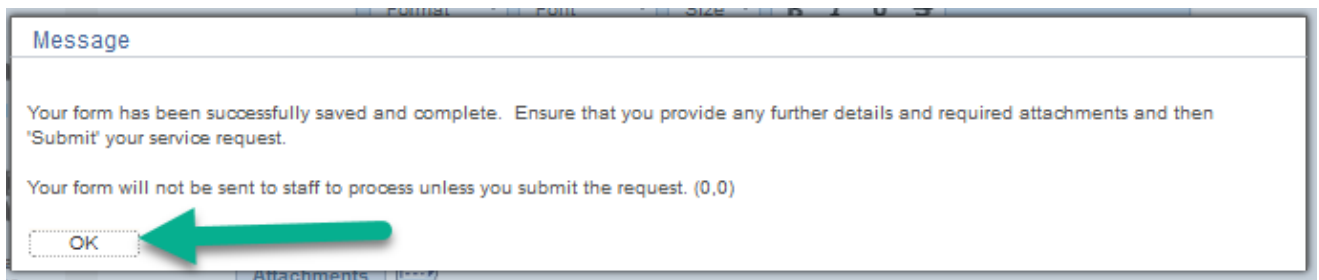 Format Font Size B I U S
Message
Your form has been successfully saved and complete.  Ensure that you provide any further details and required attachments and then
'Submit' your service request.
Your form will not be sent to staff to process unless you submit the request. (0,0)
OK
Attachments